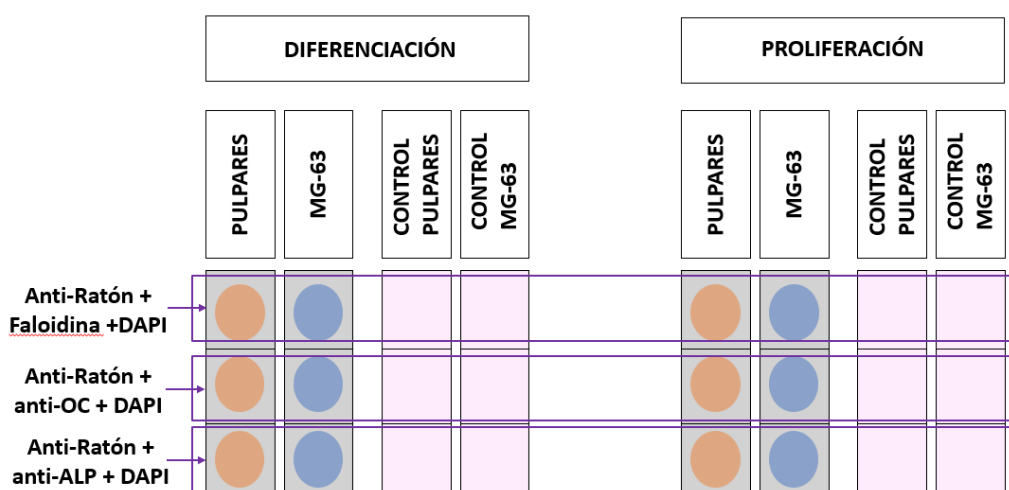 DIFERENCIACIÓN
PROLIFERACIÓN
PULPARES
MG-63
CONTROL
PULPARES
CONTROL
MG-63
PULPARES
MG-63
CONTROL
PULPARES
CONTROL
MG-63
Anti-Ratón +
Faloidina +DAPI
Anti-Ratón +
anti-OC + DAPI
Anti-Ratón +
anti-ALP + DAPI